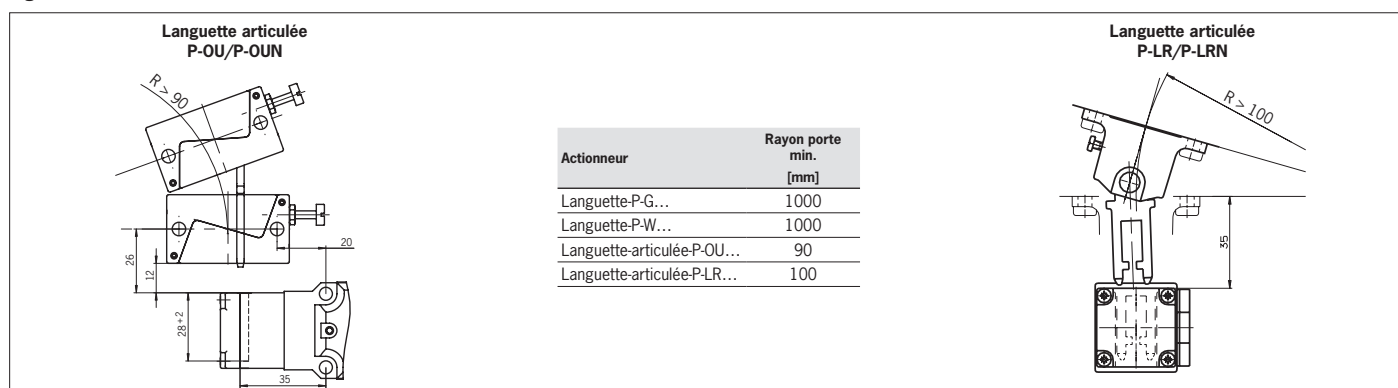 Languette articulée
P-OU/P-OUN
R > 90
26
12
20
28+2
35
Actionneur
Rayon porte
min.
[mm]
Languette-P-G… 1000
Languette-P-W… 1000
Languette-articulée-P-OU… 90
Languette-articulée-P-LR… 100
Languette articulée
P-LR/P-LRN
R > 100
35